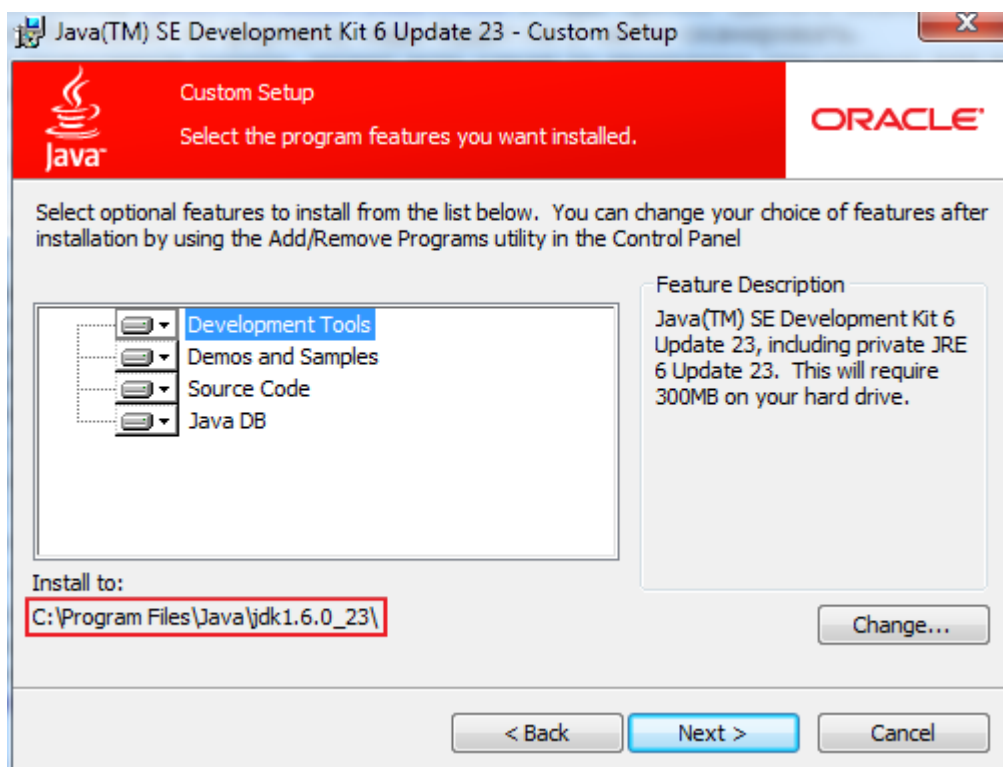 Java(TM) SE Development Kit 6 Update 23 - Custom Setup
Java™
Custom Setup
Select the program features you want installed.
ORACLE®
Select optional features to install from the list below.  You can change your choice of features after
installation by using the Add/Remove Programs utility in the Control Panel
Development Tools
Demos and Samples
Source Code
Java DB
Feature Description
Java(TM) SE Development Kit 6
Update 23, including private JRE
6 Update 23.  This will require
300MB on your hard drive.
Install to:
C:\Program Files\Java\jdk1.6.0_23\
Change...
< Back
Next >
Cancel